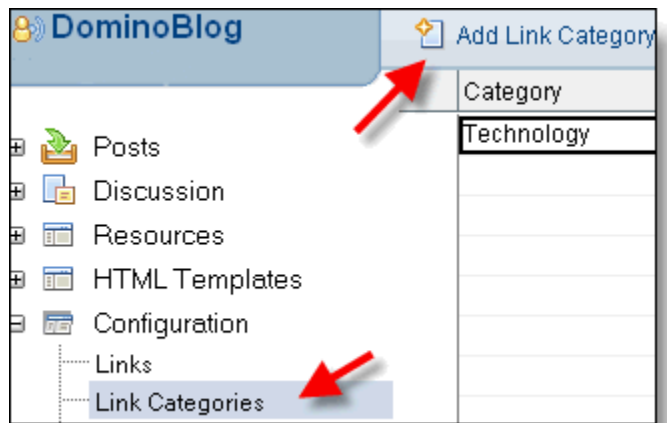 DominoBlog
Add Link Category
Category
Technology
Posts
Discussion
Resources
HTML Templates
Configuration
Links
Link Categories